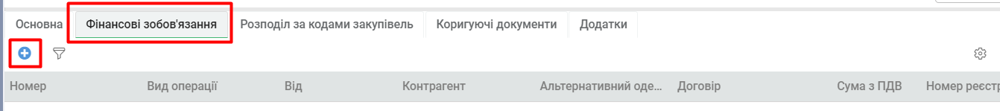 Основна Фінансові зобов'язання Розподіл за кодами закупівель Коригуючі документи Додатки
Номер Вид операції Від Контрагент Альтернативний оде... Договір Сума з ПДВ Номер реєстр